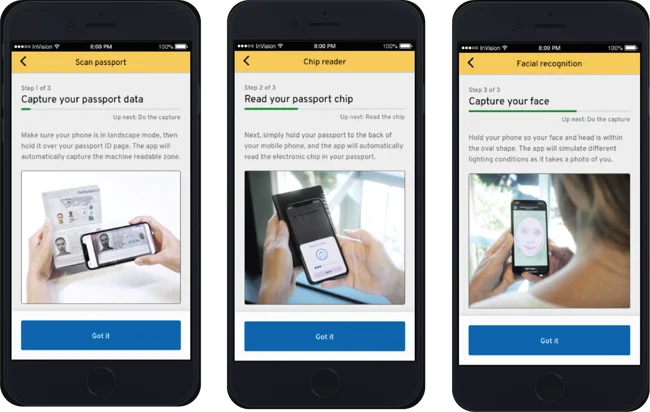 InVision 8:00 PM 100%
Scan passport
Step 1 of 3
Capture your passport data
Up next: Do the capture
Make sure your phone is in landscape mode, then
hold it over your passport ID page. The app will
automatically capture the machine readable zone.
Got it
InVision 8:00 PM 100%
Chip reader
Step 2 of 3
Read your passport chip
Up next: Read the chip
Next, simply hold your passport to the back of
your mobile phone, and the app will automatically
read the electronic chip in your passport.
Got it
InVision 8:00 PM 100%
Facial recognition
Step 3 of 3
Capture your face
Up next: Do the capture
Hold your phone so your face and head is within
the oval shape. The app will simulate different
lighting conditions as it takes a photo of you.
Got it